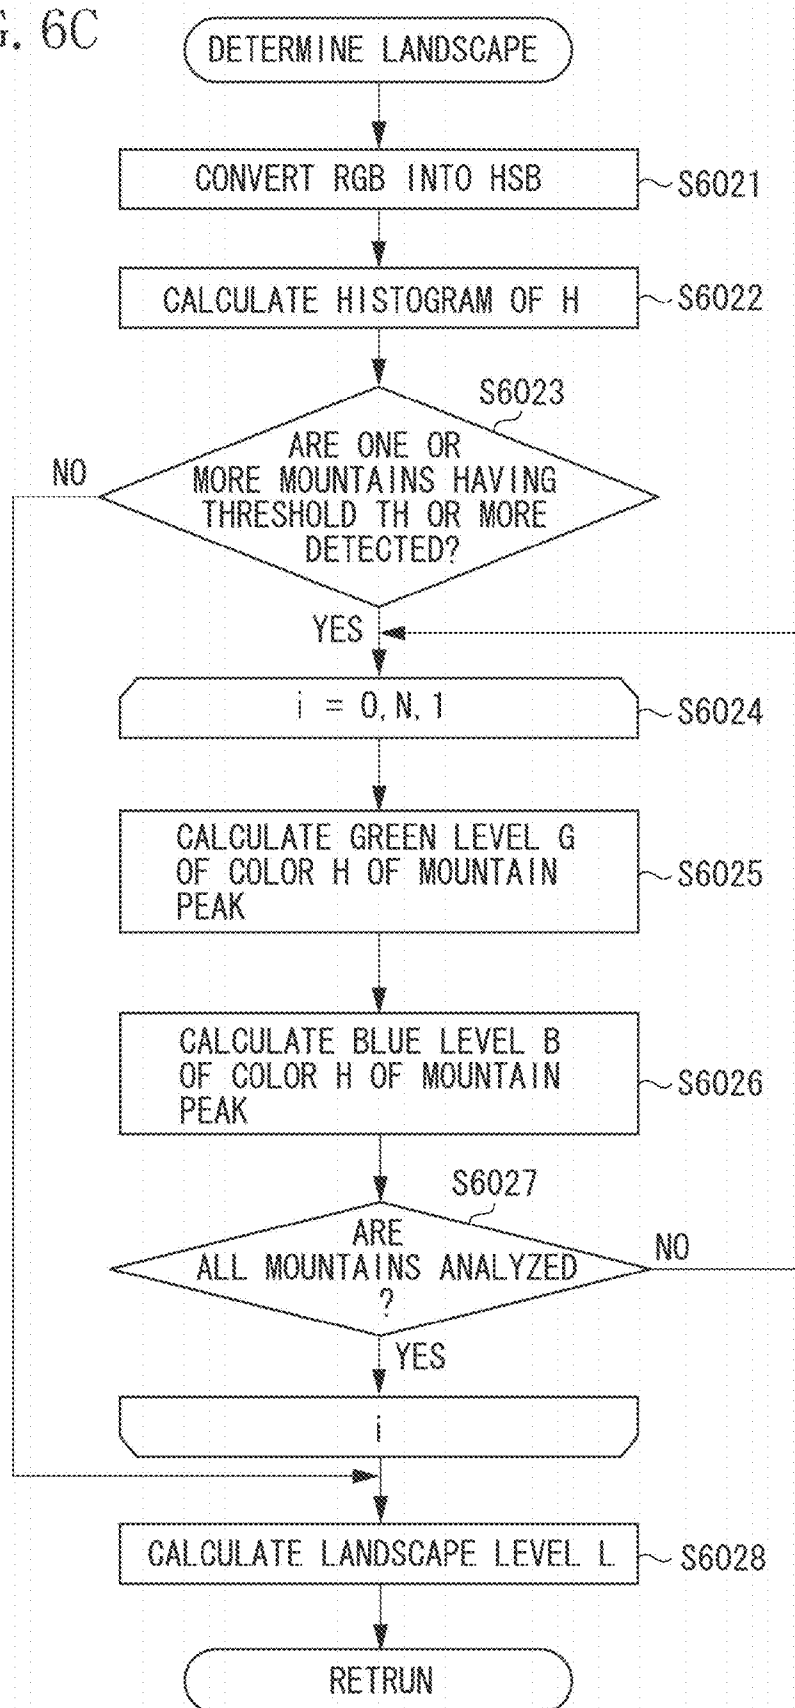 G. 6C
DETERMINE LANDSCAPE
CONVERT RGB INTO HSB
S6021
CALCULATE HISTOGRAM OF H
S6022
S6023
ARE ONE OR
MORE MOUNTAINS HAVING
THRESHOLD TH OR MORE
DETECTED?
NO
YES
i = 0, N, 1
S6024
CALCULATE GREEN LEVEL G
OF COLOR H OF MOUNTAIN
PEAK
S6025
CALCULATE BLUE LEVEL B
OF COLOR H OF MOUNTAIN
PEAK
S6026
S6027
ARE
ALL MOUNTAINS ANALYZED
?
NO
YES
i
CALCULATE LANDSCAPE LEVEL L
S6028
RETRUN